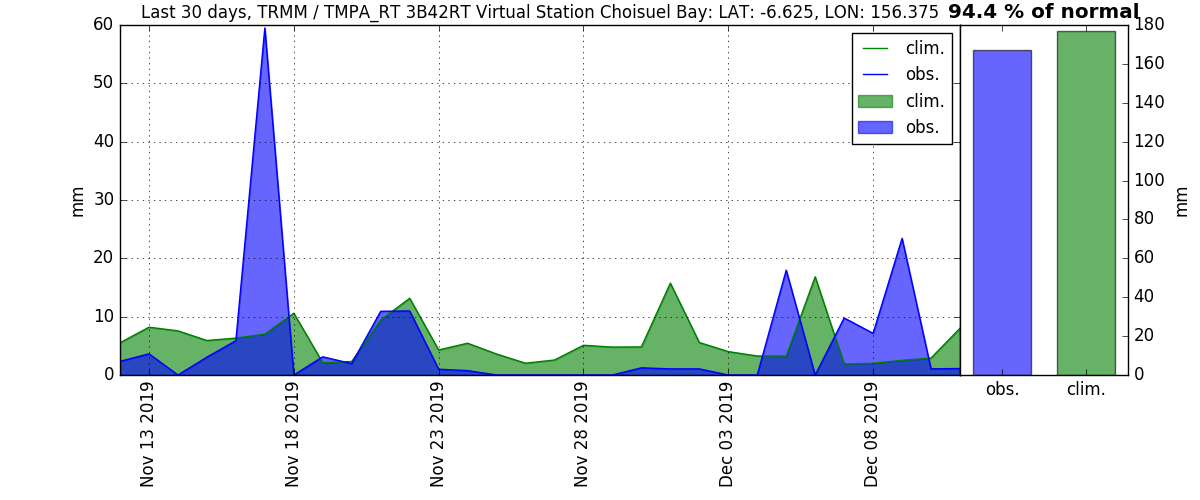 Last 30 days, TRMM / TMPA_RT 3B42RT Virtual Station Choisuel Bay: LAT: -6.625, LON: 156.375
94.4 % of normal
60
50
40
30
20
10
0
mm
clim.
obs.
clim.
obs.
180
160
140
120
100
80
60
40
20
0
mm
Nov 13 2019
Nov 18 2019
Nov 23 2019
Nov 28 2019
Dec 03 2019
Dec 08 2019
obs.
clim.